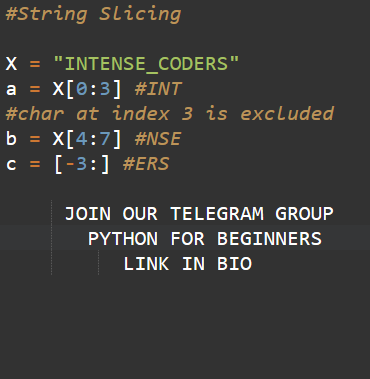 #String Slicing
X = "INTENSE_CODERS"
a = X[0:3] #INT
#char at index 3 is excluded
b = X[4:7] #NSE
c = [-3:] #ERS
JOIN OUR TELEGRAM GROUP
PYTHON FOR BEGINNERS
LINK IN BIO